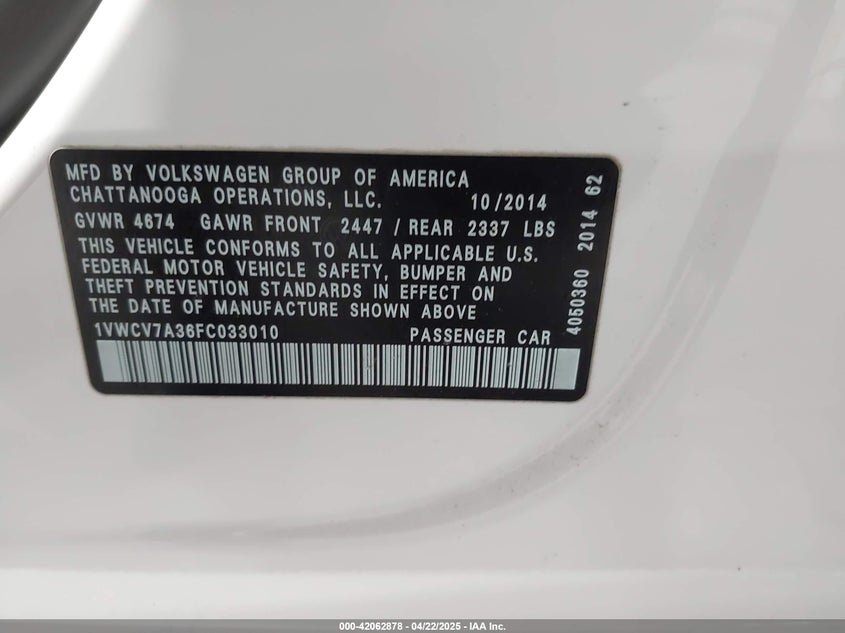 MFD BY VOLKSWAGEN GROUP OF AMERICA
CHATTANOOGA OPERATIONS, LLC. 10/2014
GVWR 4674 GAWR FRONT 2447 / REAR 2337 LBS
THIS VEHICLE CONFORMS TO ALL APPLICABLE U.S.
FEDERAL MOTOR VEHICLE SAFETY, BUMPER AND
THEFT PREVENTION STANDARDS IN EFFECT ON
THE DATE OF MANUFACTURE SHOWN ABOVE
1VWCV7A36FC033010 PASSENGER CAR
4050360 2014 62
000-42062878 - 04/22/2025 - IAA Inc.